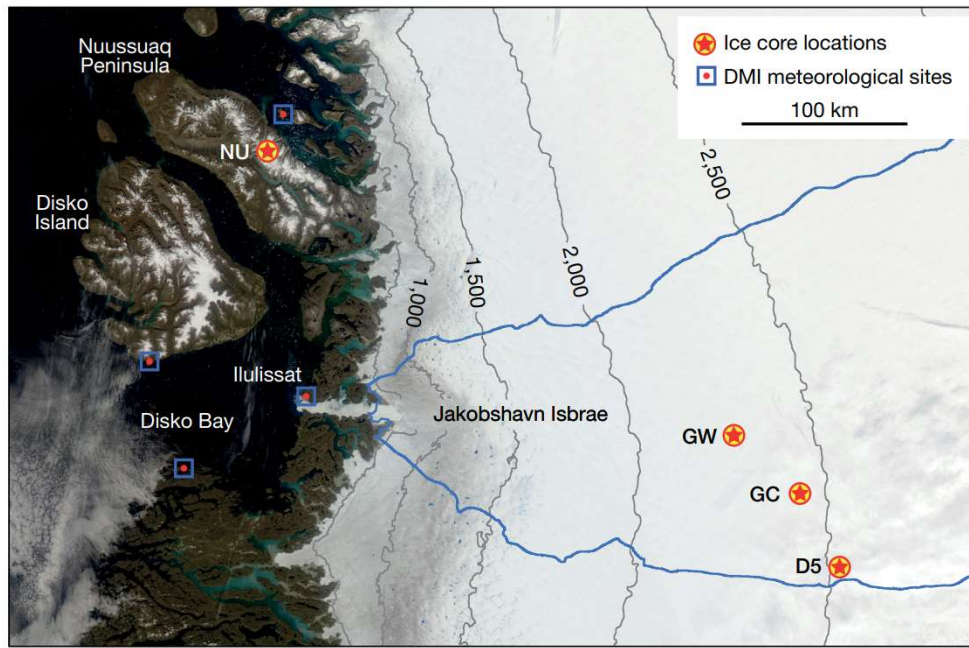 Nuussuaq
Peninsula
NU
Disko
Island
Ilulissat
Disko Bay
Jakobshavn Isbrae
1,000
1,500
2,000
2,500
GW
GC
D5
Ice core locations
DMI meteorological sites
100 km